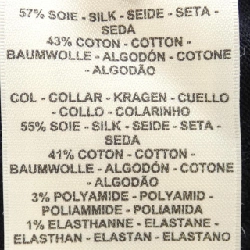 57% SOIE - SILK - SEIDE - SETA -
SEDA
43% COTON - COTTON -
BAUMWOLLE - ALGODÓN - COTONE
- ALGODÃO
COL - COLLAR - KRAGEN - CUELLO
- COLLO - COLARINHO
55% SOIE - SILK - SEIDE - SETA -
SEDA
41% COTON - COTTON -
BAUMWOLLE - ALGODÓN - COTONE
- ALGODÃO
3% POLYAMIDE - POLYAMID -
POLIAMMIDE - POLIAMIDA
1% ELASTHANNE - ELASTANE -
ELASTHAN - ELASTAN - ELASTANO